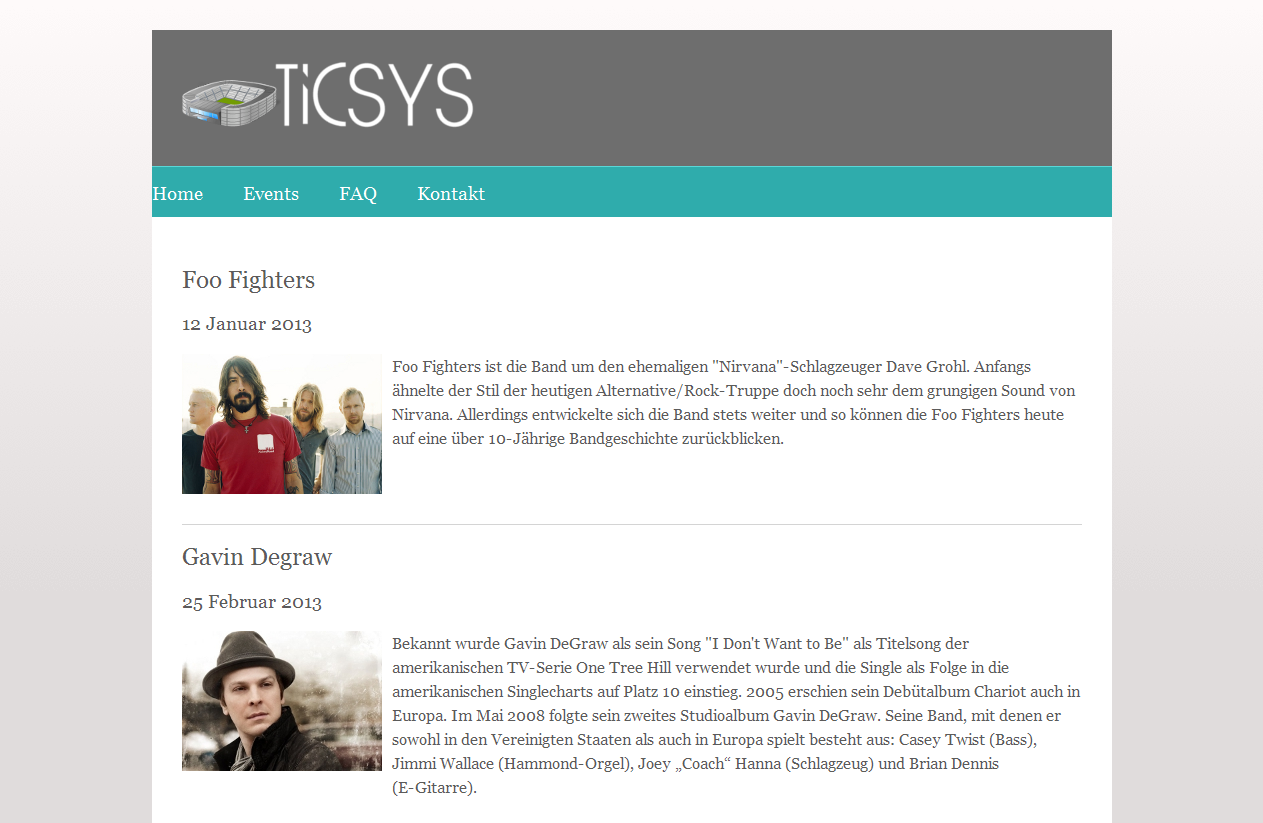 TiCSYS
Home Events FAQ Kontakt
Foo Fighters
12 Januar 2013
Foo Fighters ist die Band um den ehemaligen "Nirvana"-Schlagzeuger Dave Grohl. Anfangs
ähnelte der Stil der heutigen Alternative/Rock-Truppe doch noch sehr dem grungigen Sound von
Nirvana. Allerdings entwickelte sich die Band stets weiter und so können die Foo Fighters heute
auf eine über 10-Jährige Bandgeschichte zurückblicken.
Gavin Degraw
25 Februar 2013
Bekannt wurde Gavin DeGraw als sein Song "I Don't Want to Be" als Titelsong der
amerikanischen TV-Serie One Tree Hill verwendet wurde und die Single als Folge in die
amerikanischen Singlecharts auf Platz 10 einstieg. 2005 erschien sein Debütalbum Chariot auch in
Europa. Im Mai 2008 folgte sein zweites Studioalbum Gavin DeGraw. Seine Band, mit denen er
sowohl in den Vereinigten Staaten als auch in Europa spielt besteht aus: Casey Twist (Bass),
Jimmi Wallace (Hammond-Orgel), Joey „Coach“ Hanna (Schlagzeug) und Brian Dennis
(E-Gitarre).